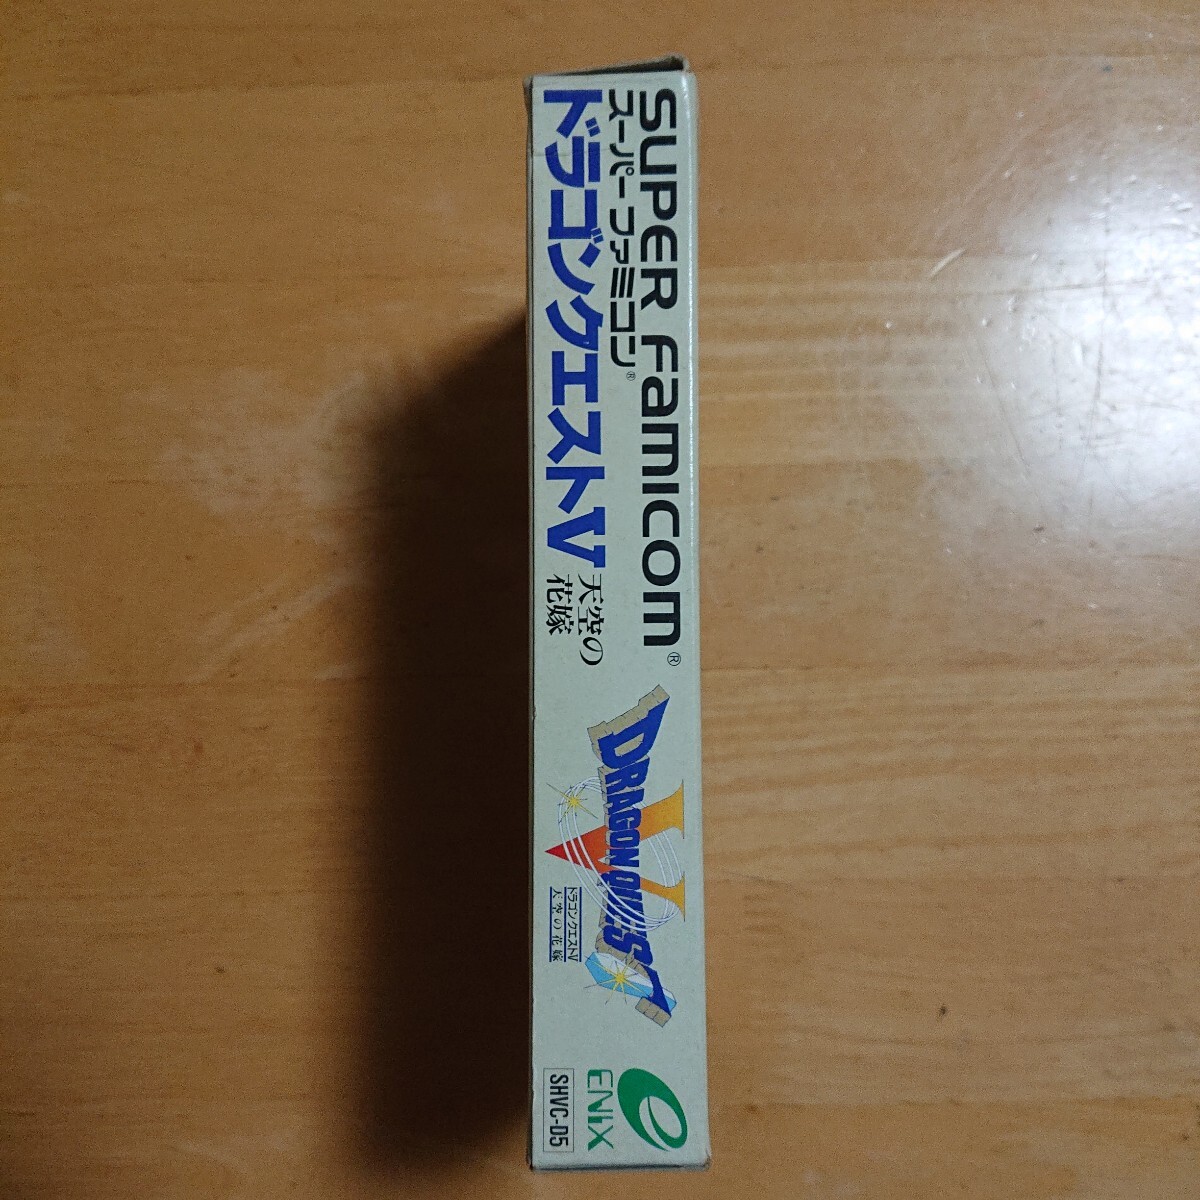 SUPER FAMICOM®
スーパーファミコン®
ドラゴンクエストV
天空の
花嫁
DRAGON QUEST
V
ドラゴンクエストV
天空の花嫁
e
ENIX
SHVC-D5